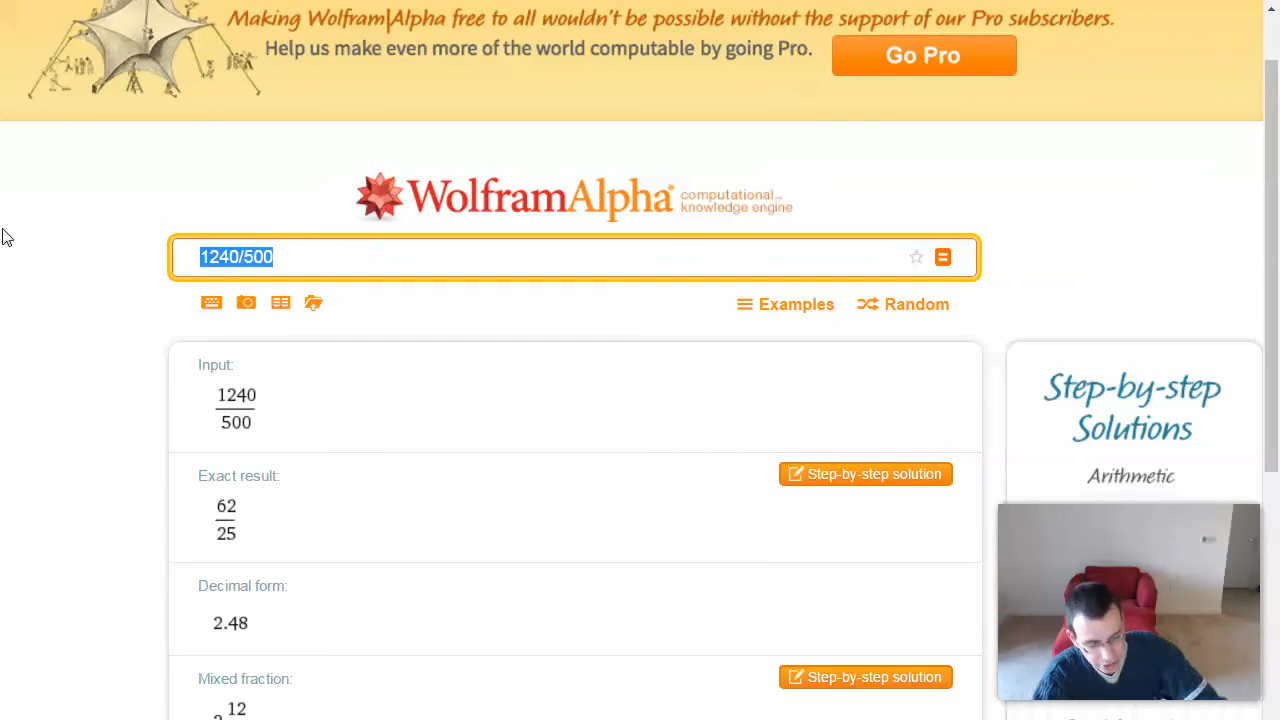 Making Wolfram|Alpha free to all wouldn't be possible without the support of our Pro subscribers.
Help us make even more of the world computable by going Pro.
Go Pro
WolframAlpha computational... knowledge engine
1240/500
Examples
Random
Input:
1240
500
Step-by-step Solutions
Arithmetic
Exact result:
Step-by-step solution
62
25
Decimal form:
2.48
Mixed fraction:
Step-by-step solution
12